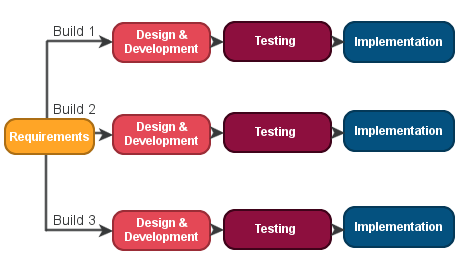 Build 1
Design &
Development
Testing
Implementation
Build 2
Requirements
Design &
Development
Testing
Implementation
Build 3
Design &
Development
Testing
Implementation